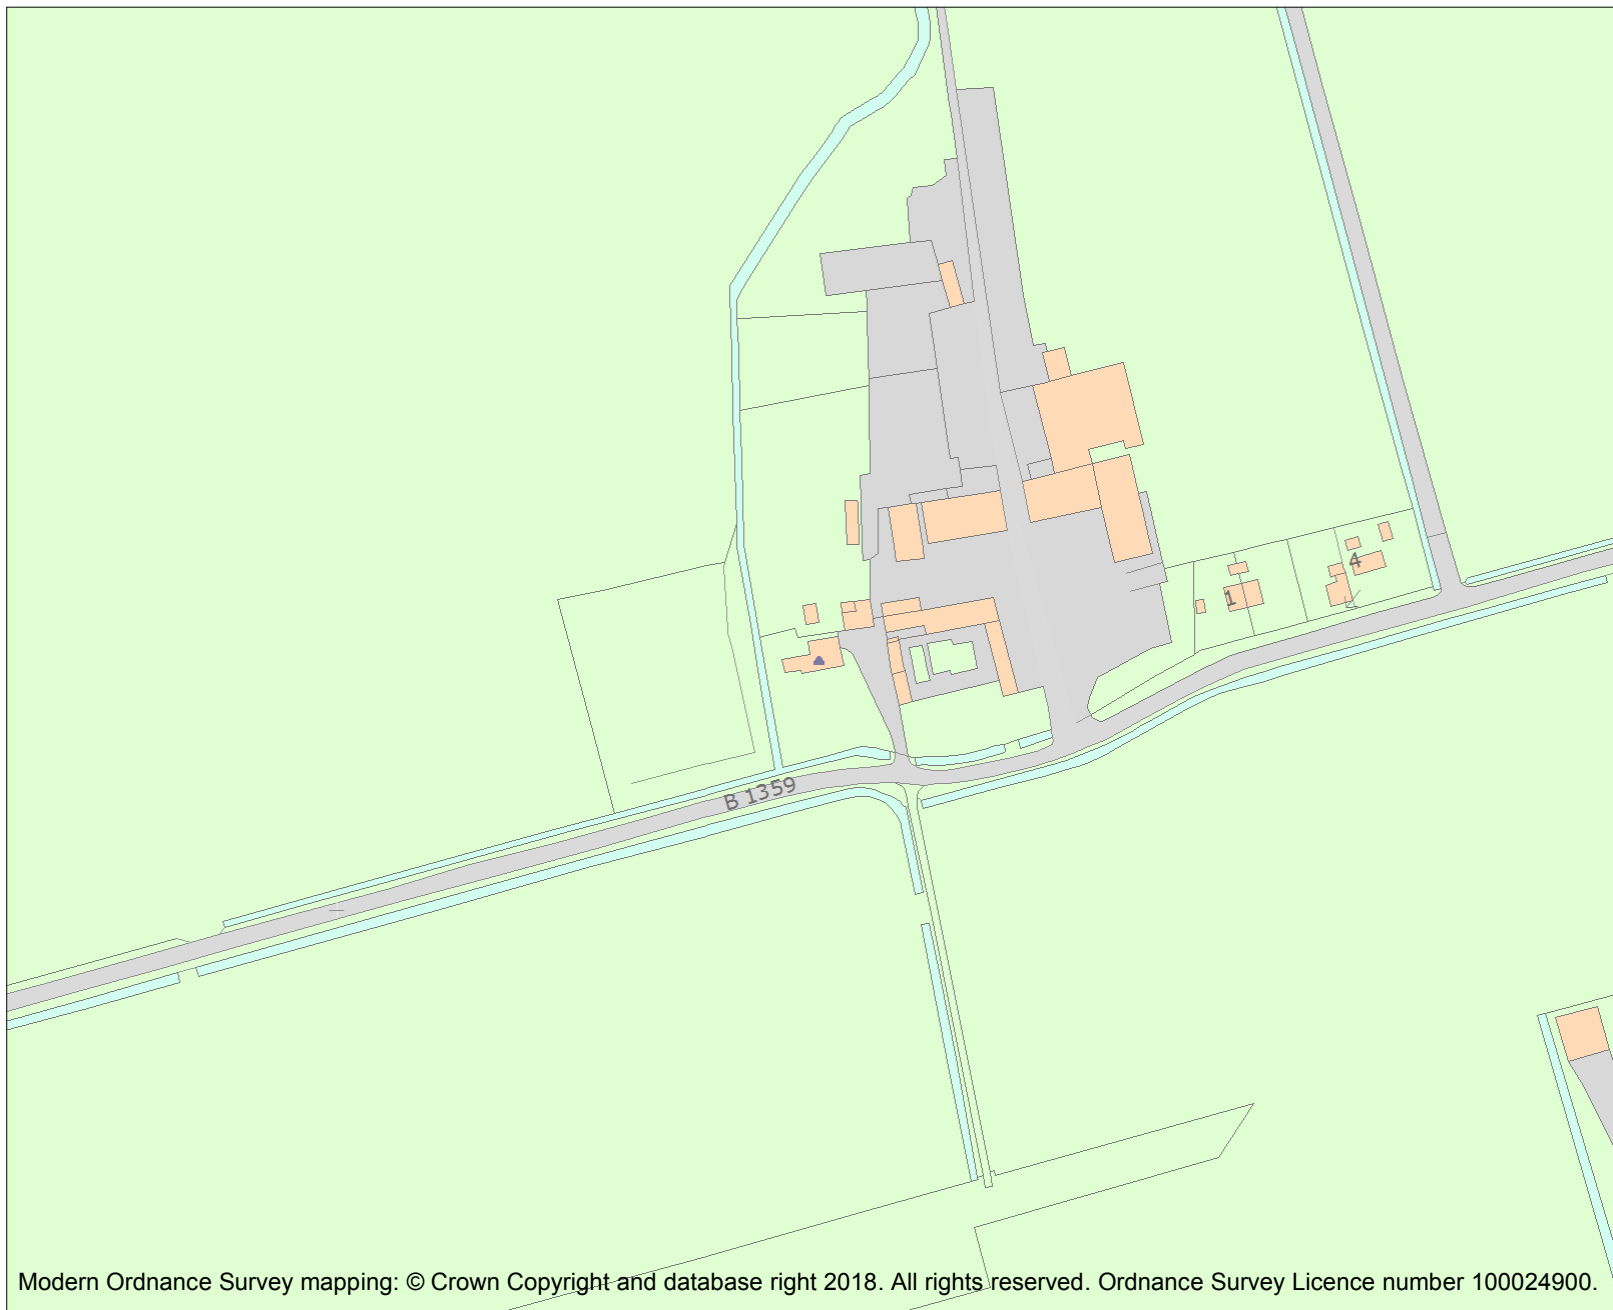 4
1
B 1359
Modern Ordnance Survey mapping: © Crown Copyright and database right 2018. All rights reserved. Ordnance Survey Licence number 100024900.